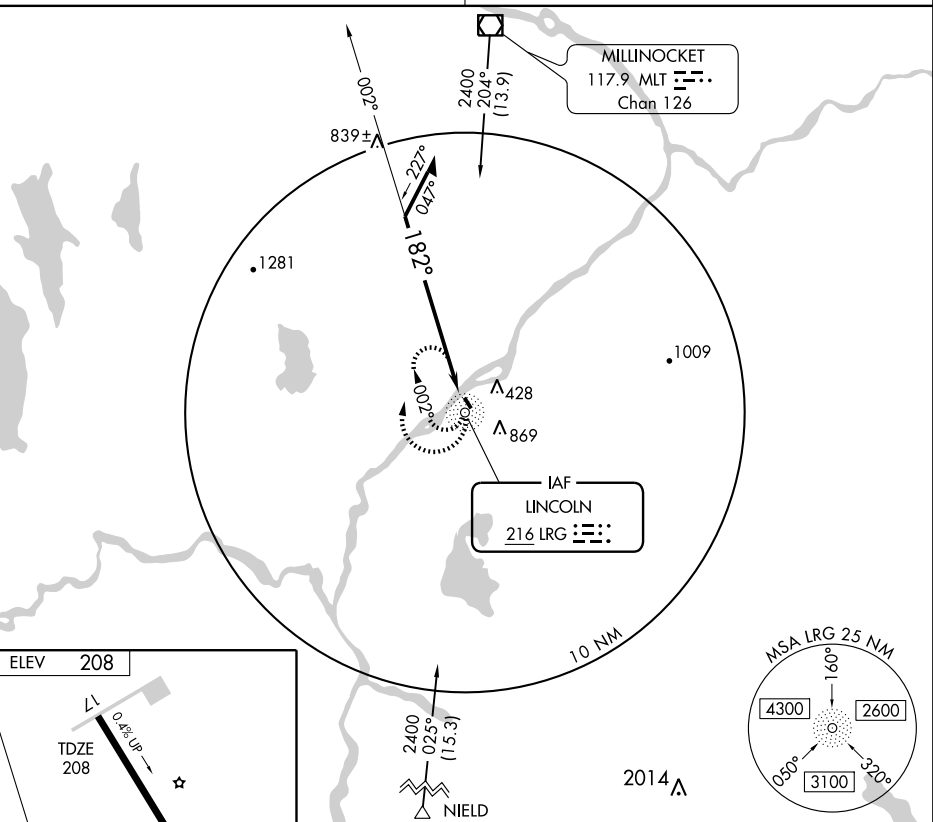 MILLINOCKET
117.9 MLT
Chan 126
2400
204°
(13.9)
002°
839±
227°
047°
182°
1281
1009
002°
428
869
IAF
LINCOLN
216 LRG
10 NM
MSA LRG 25 NM
160°
4300
2600
050°
320°
3100
ELEV 208
17
0.4% UP
TDZE
208
2400
025°
(15.3)
NIELD
2014